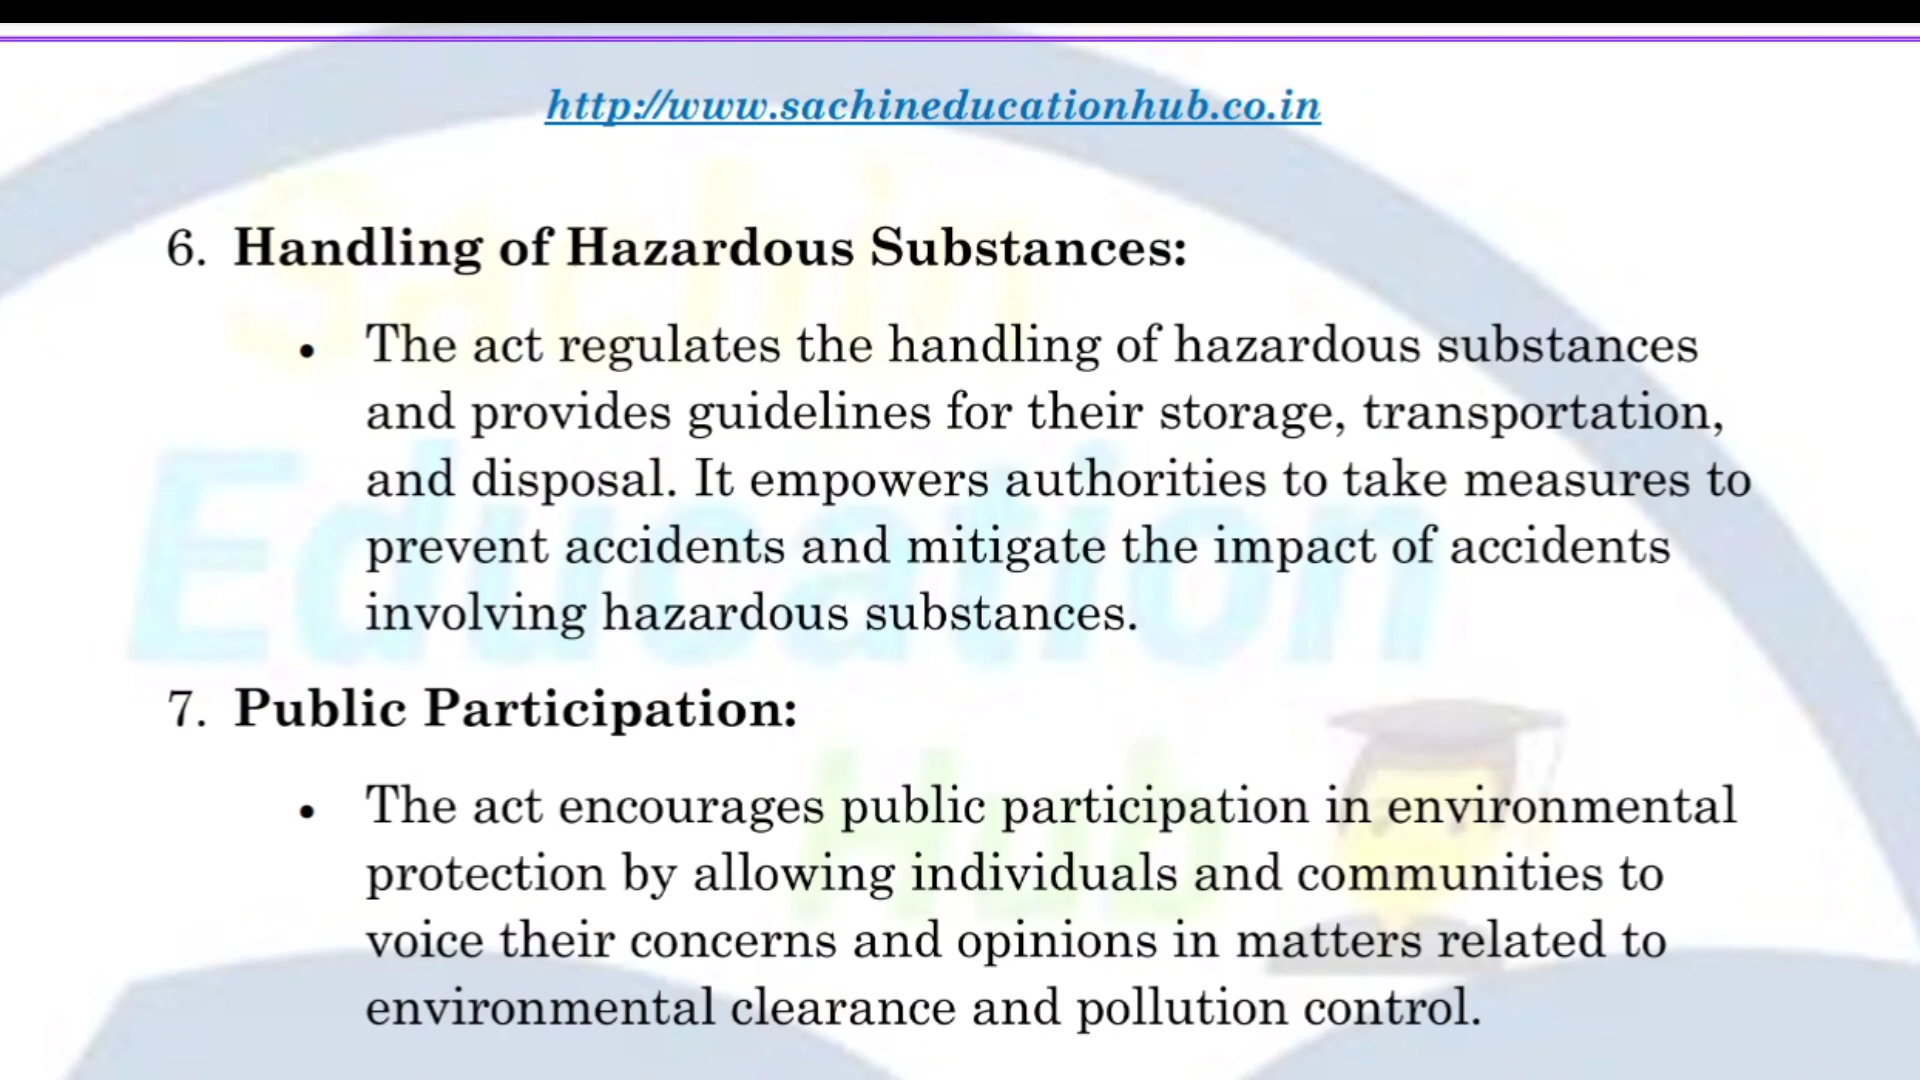 http://www.sachineducationhub.co.in
6. Handling of Hazardous Substances:
• The act regulates the handling of hazardous substances
and provides guidelines for their storage, transportation,
and disposal. It empowers authorities to take measures to
prevent accidents and mitigate the impact of accidents
involving hazardous substances.
7. Public Participation:
• The act encourages public participation in environmental
protection by allowing individuals and communities to
voice their concerns and opinions in matters related to
environmental clearance and pollution control.
Sachin
Education
Hub